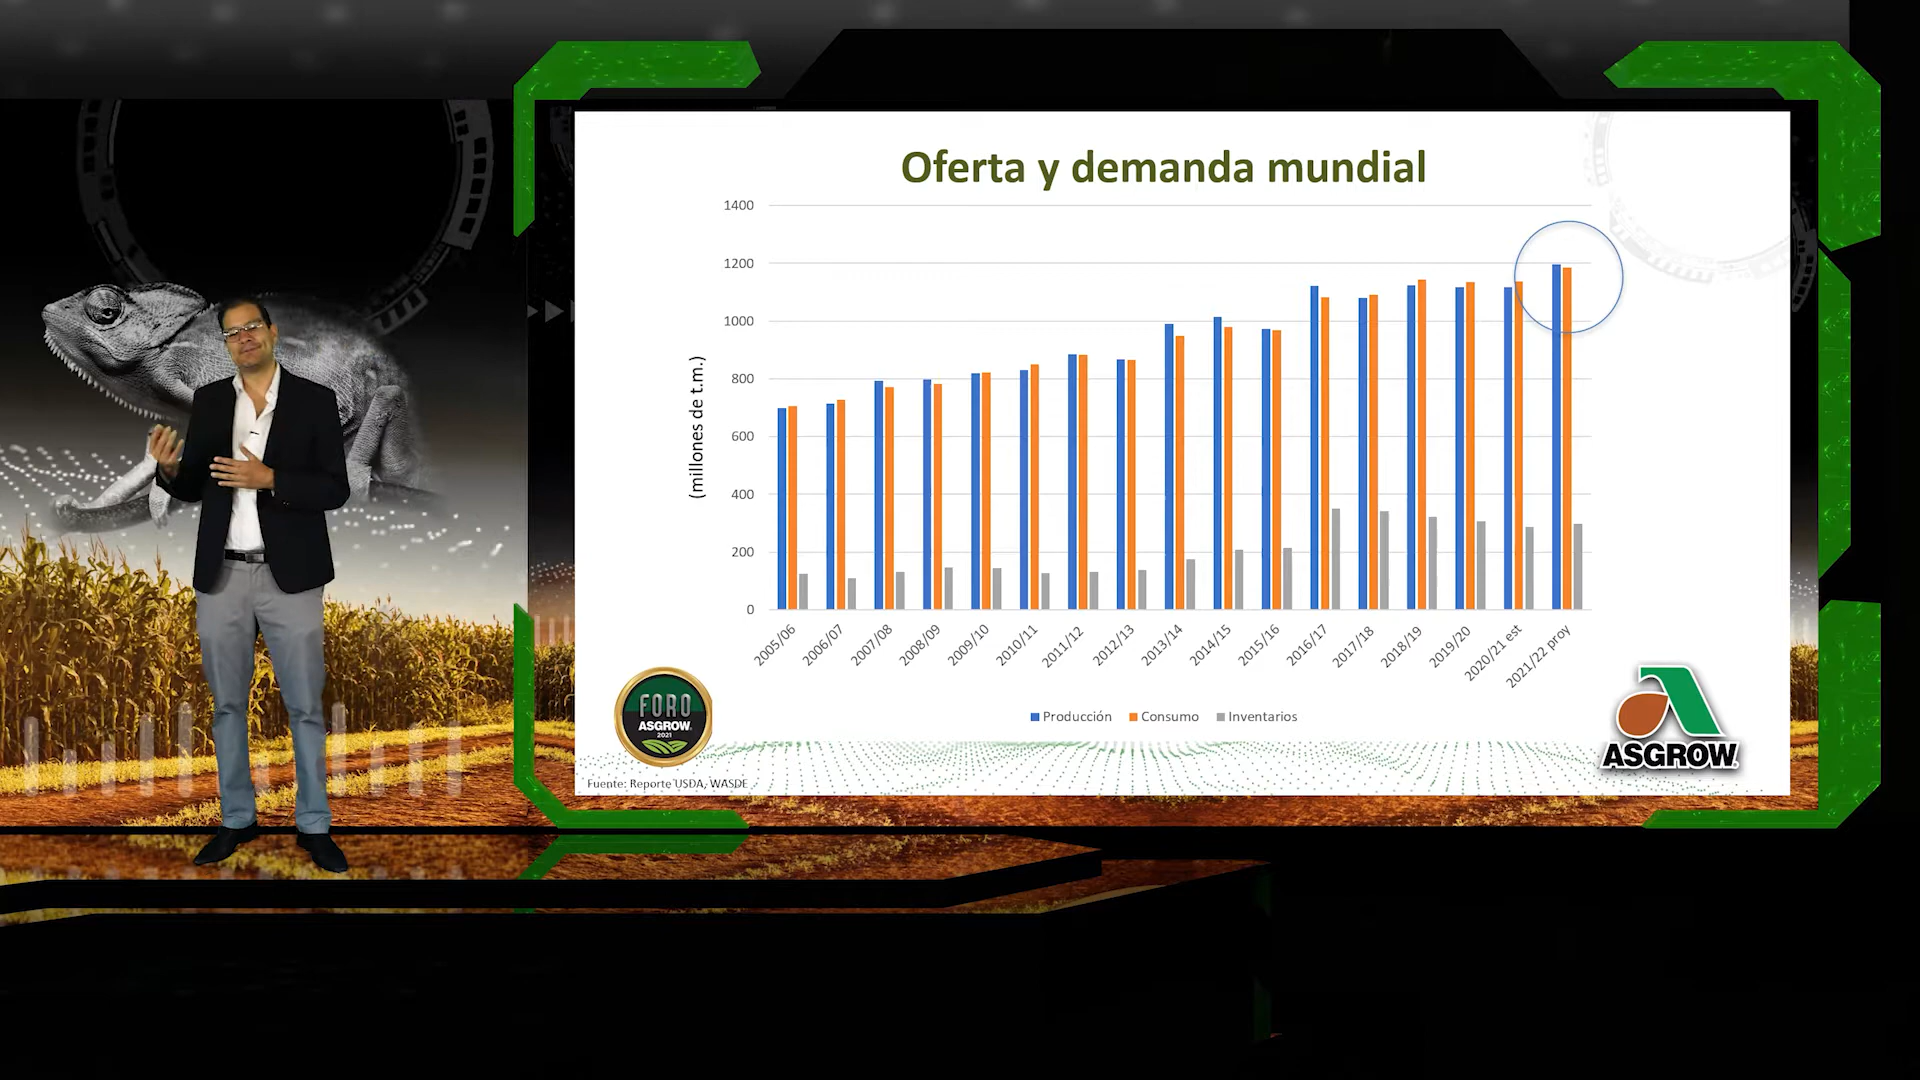 Oferta y demanda mundial
1400
1200
1000
800
600
400
200
0
(millones de t.m.)
2005/06
2006/07
2007/08
2008/09
2009/10
2010/11
2011/12
2012/13
2013/14
2014/15
2015/16
2016/17
2017/18
2018/19
2019/20
2020/21 est
2021/22 proy
Producción Consumo Inventarios
FORO
ASGROW
2021
ASGROW
Fuente: Reporte USDA, WASDE